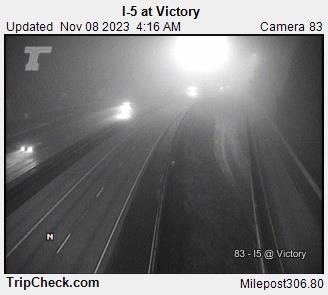 I-5 at Victory
Updated Nov 08 2023 4:16 AM Camera 83
T
N
83 - I5 @ Victory
TripCheck.com Milepost306.80